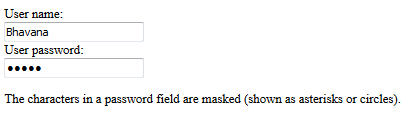 User name:
Bhavana
User password:
●●●●●
The characters in a password field are masked (shown as asterisks or circles).